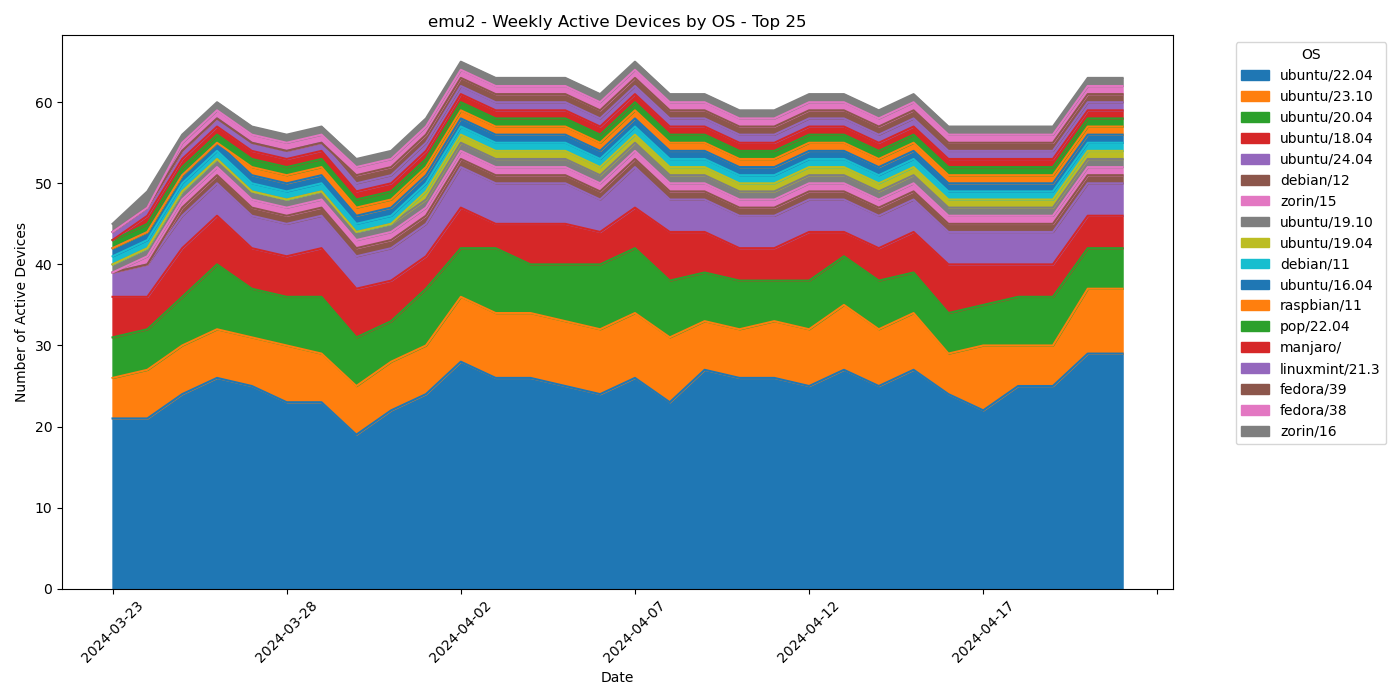 emu2 - Weekly Active Devices by OS - Top 25
Number of Active Devices
60
50
40
30
20
10
0
2024-03-23
2024-03-28
2024-04-02
2024-04-07
2024-04-12
2024-04-17
Date
OS
ubuntu/22.04
ubuntu/23.10
ubuntu/20.04
ubuntu/18.04
ubuntu/24.04
debian/12
zorin/15
ubuntu/19.10
ubuntu/19.04
debian/11
ubuntu/16.04
raspbian/11
pop/22.04
manjaro/
linuxmint/21.3
fedora/39
fedora/38
zorin/16